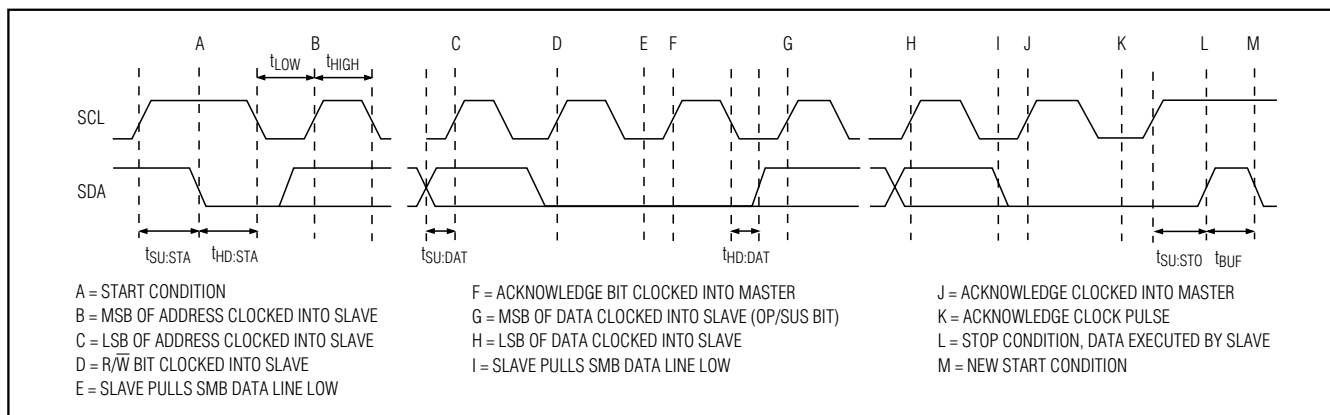 A B C D E F G H I J K L M
tLOW tHIGH
SCL
SDA
tSU:STA tHD:STA tSU:DAT tHD:DAT tSU:STO tBUF
A = START CONDITION
B = MSB OF ADDRESS CLOCKED INTO SLAVE
C = LSB OF ADDRESS CLOCKED INTO SLAVE
D = R/W̅ BIT CLOCKED INTO SLAVE
E = SLAVE PULLS SMB DATA LINE LOW
F = ACKNOWLEDGE BIT CLOCKED INTO MASTER
G = MSB OF DATA CLOCKED INTO SLAVE (OP/SUS BIT)
H = LSB OF DATA CLOCKED INTO SLAVE
I = SLAVE PULLS SMB DATA LINE LOW
J = ACKNOWLEDGE CLOCKED INTO MASTER
K = ACKNOWLEDGE CLOCK PULSE
L = STOP CONDITION, DATA EXECUTED BY SLAVE
M = NEW START CONDITION